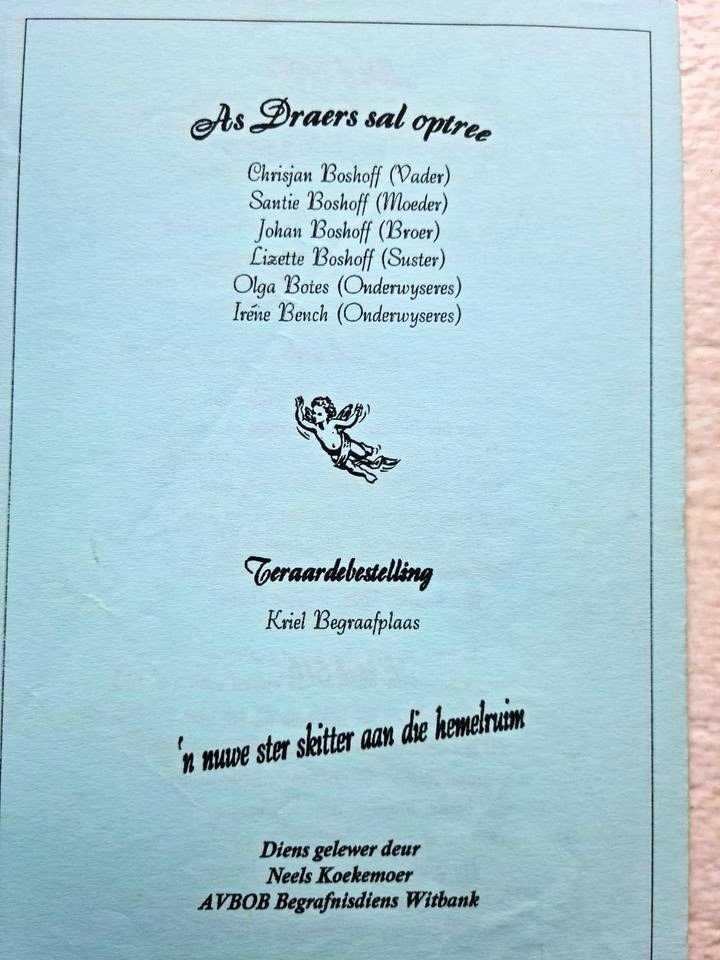 As Draers sal optree
Chrisjan Boshoff (Vader)
Santie Boshoff (Moeder)
Johan Boshoff (Broer)
Lizette Boshoff (Suster)
Olga Botes (Onderwyseres)
Iréne Bench (Onderwyseres)
Teraardebestelling
Kriel Begraafplaas
'n nuwe ster skitter aan die hemelruim
Diens gelewer deur
Neels Koekemoer
AVBOB Begrafnisdiens Witbank